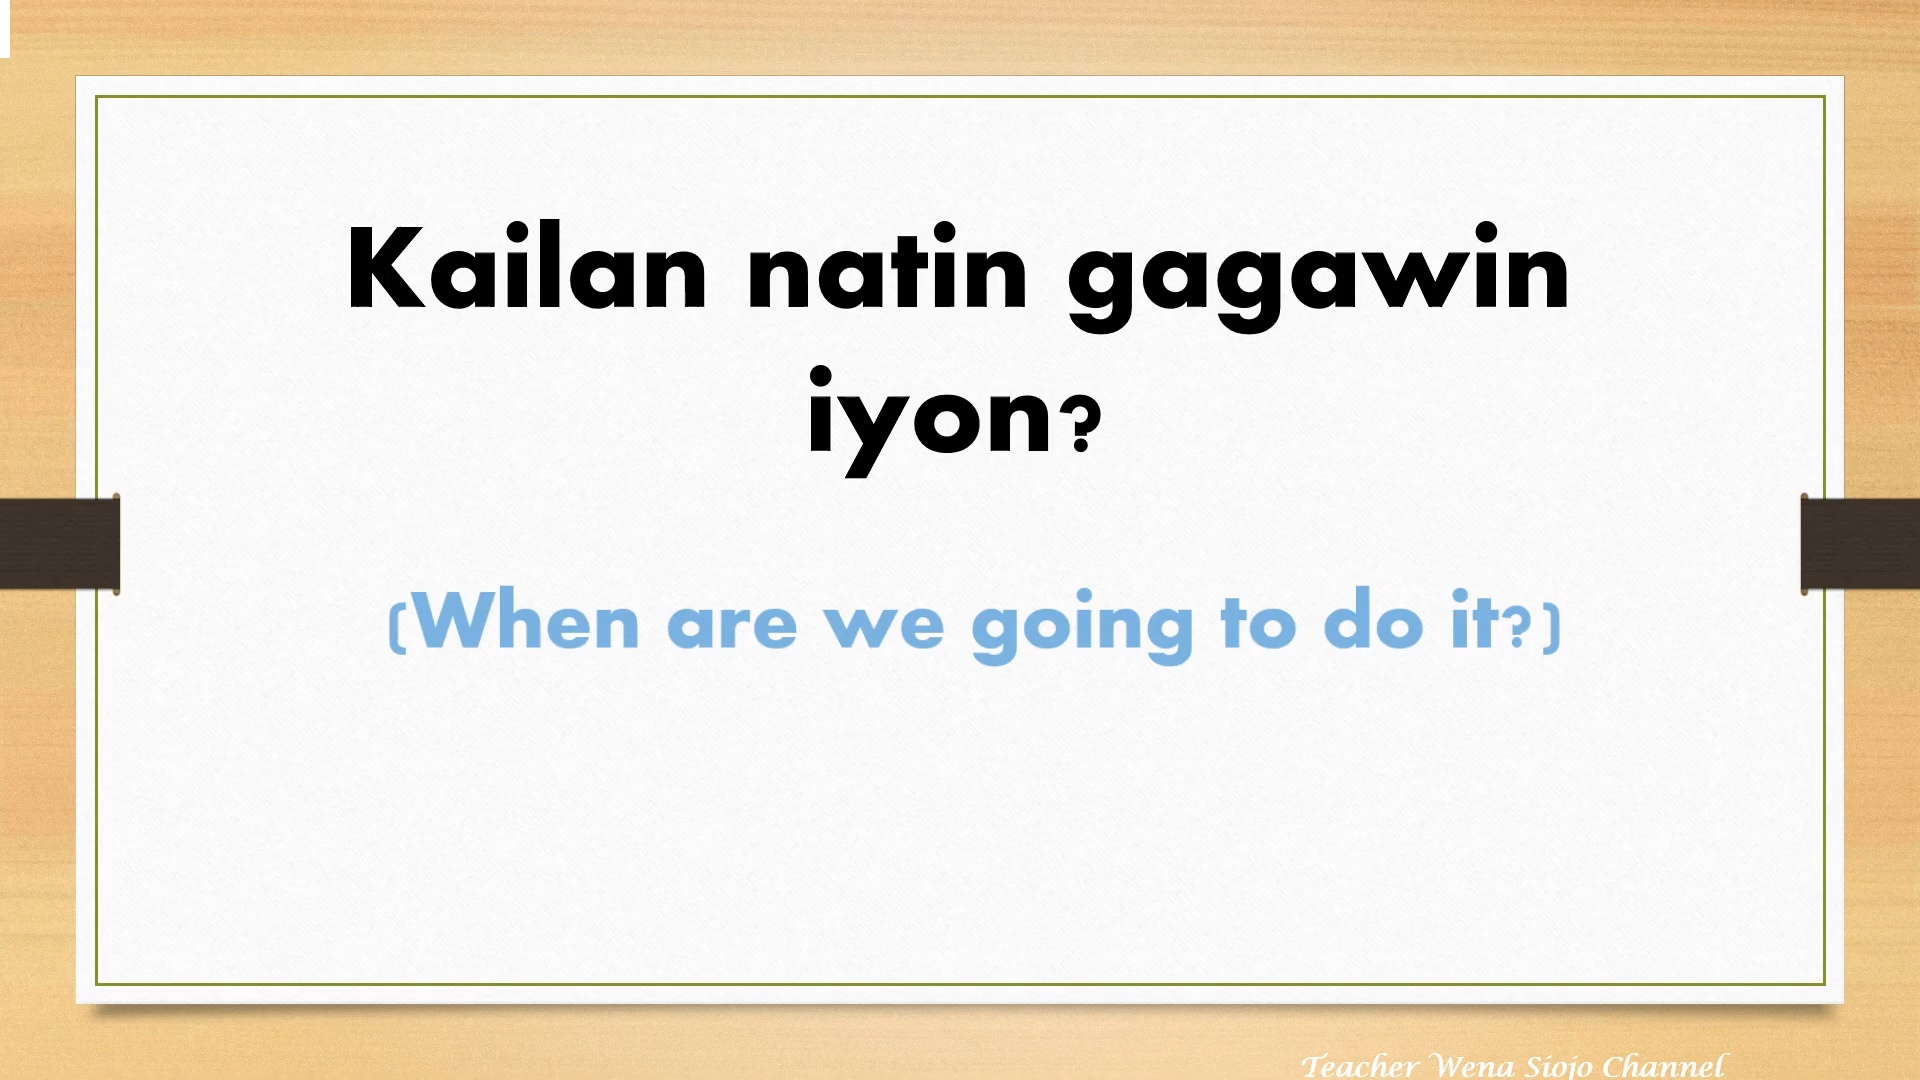 Kailan natin gagawin
iyon?
(When are we going to do it?)
Teacher Wena Siojo Channel